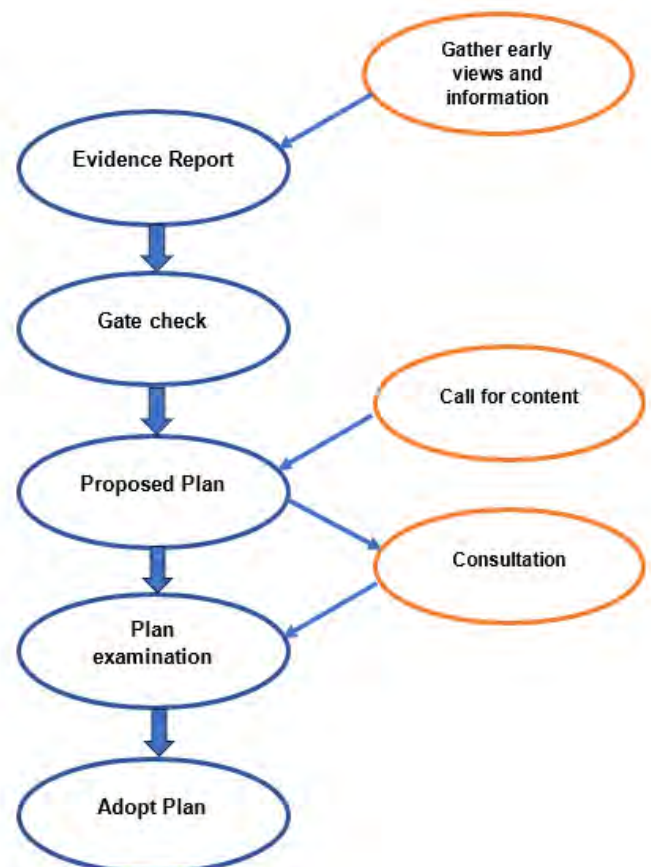 Gather early
views and
information
Evidence Report
Gate check
Call for content
Proposed Plan
Consultation
Plan
examination
Adopt Plan